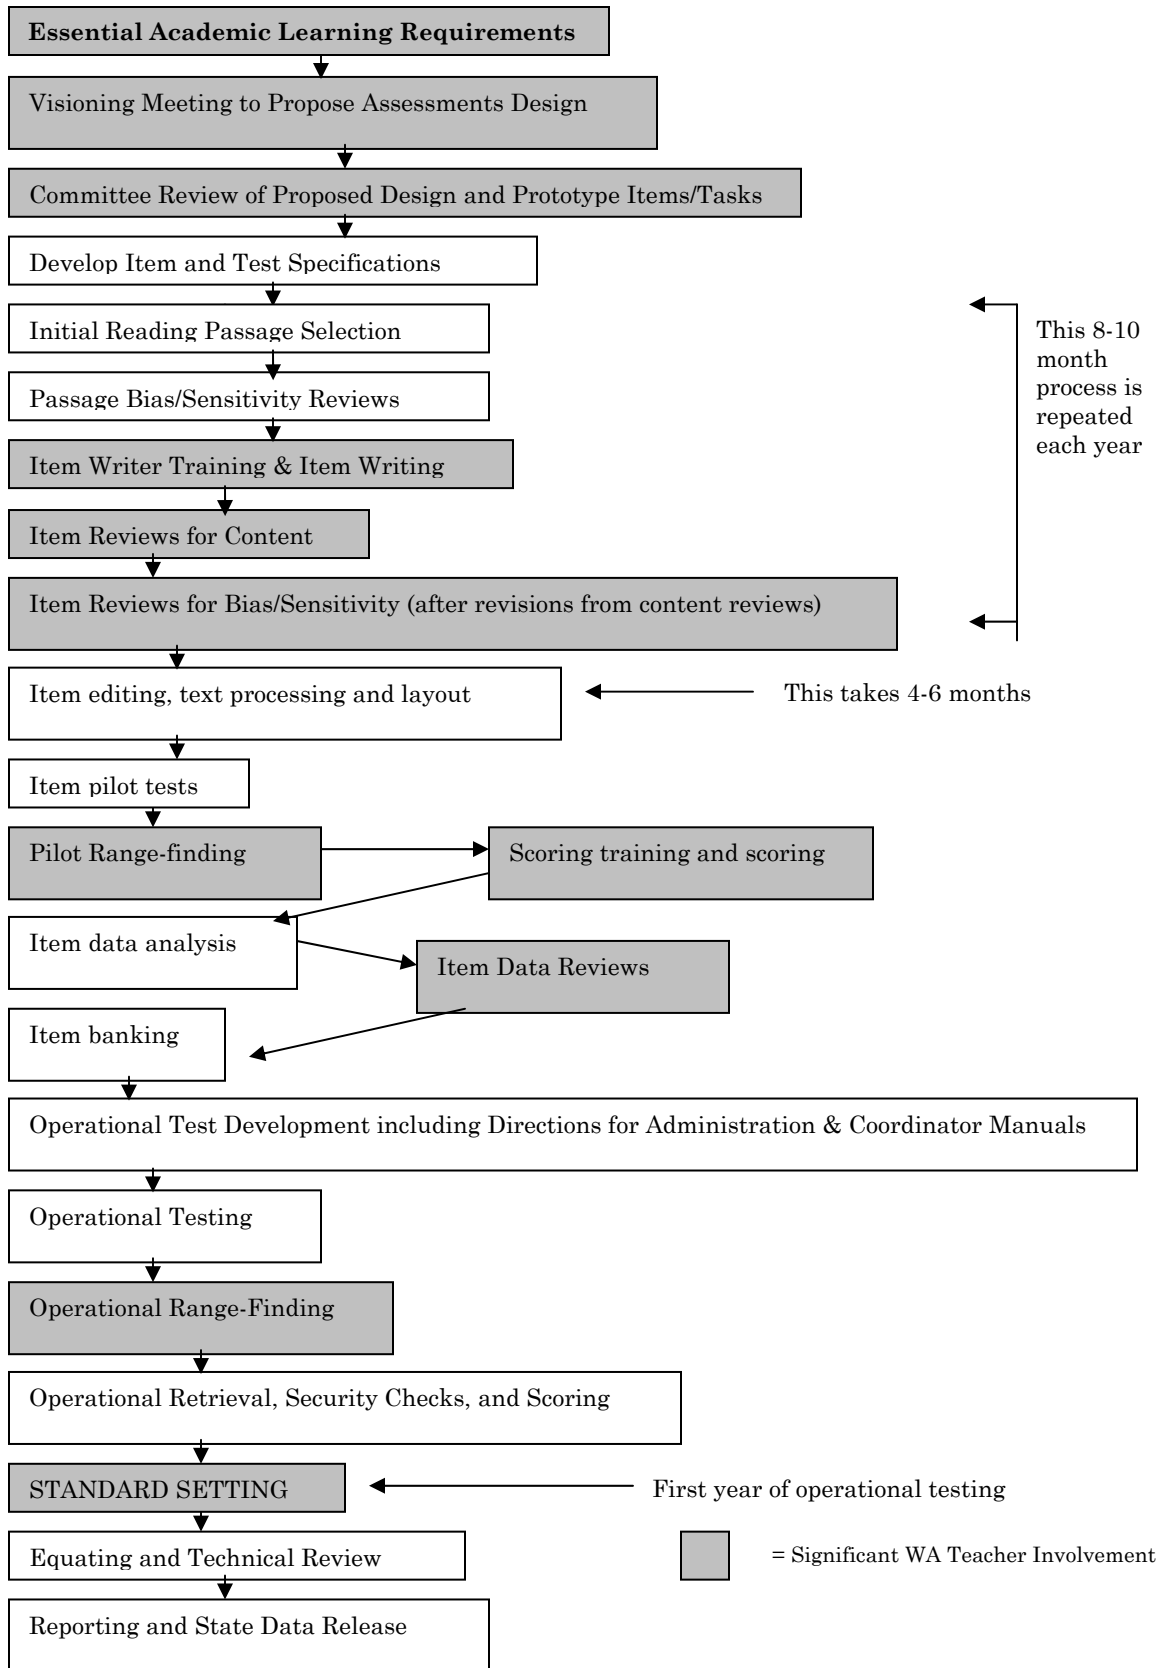 Essential Academic Learning Requirements
Visioning Meeting to Propose Assessments Design
Committee Review of Proposed Design and Prototype Items/Tasks
Develop Item and Test Specifications
Initial Reading Passage Selection
This 8-10
month
process is
repeated
each year
Passage Bias/Sensitivity Reviews
Item Writer Training & Item Writing
Item Reviews for Content
Item Reviews for Bias/Sensitivity (after revisions from content reviews)
Item editing, text processing and layout
This takes 4-6 months
Item pilot tests
Pilot Range-finding
Scoring training and scoring
Item data analysis
Item Data Reviews
Item banking
Operational Test Development including Directions for Administration & Coordinator Manuals
Operational Testing
Operational Range-Finding
Operational Retrieval, Security Checks, and Scoring
STANDARD SETTING
First year of operational testing
Equating and Technical Review
= Significant WA Teacher Involvement
Reporting and State Data Release